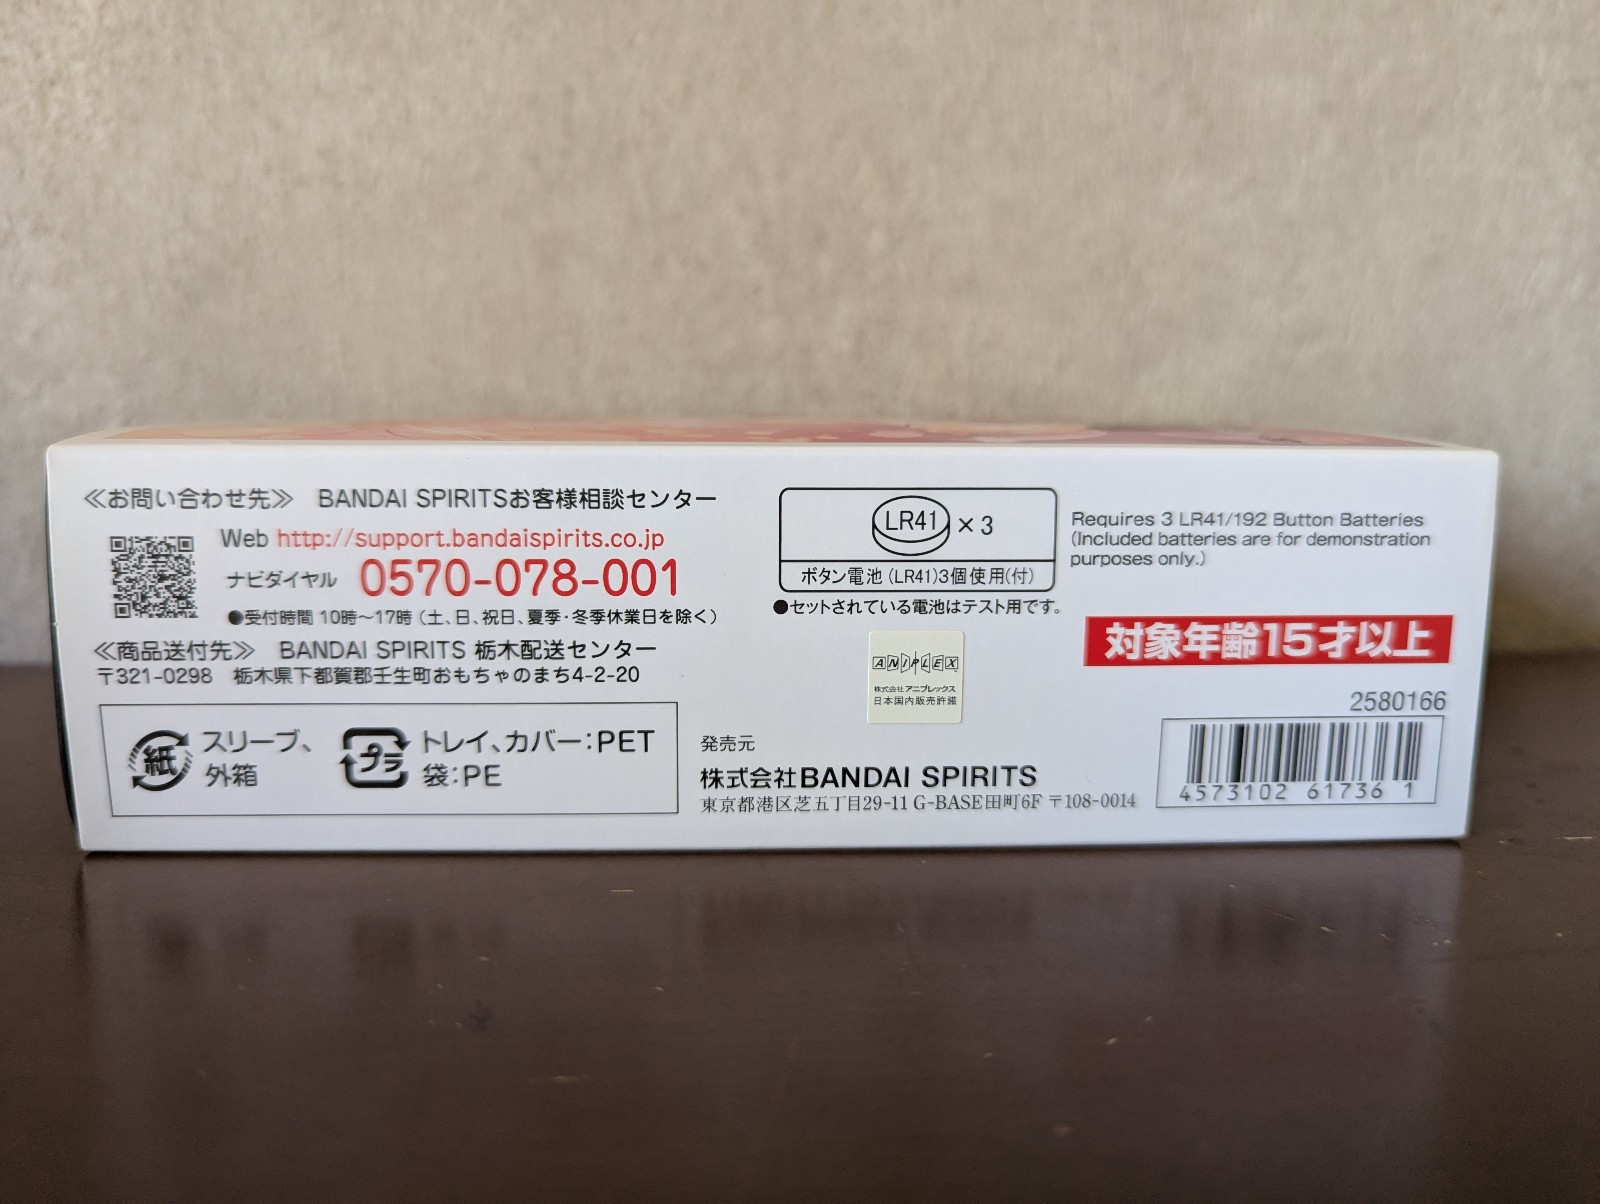 ≪お問い合わせ先≫ BANDAI SPIRITSお客様相談センター
Web http://support.bandaispirits.co.jp
ナビダイヤル 0570-078-001
●受付時間 10時〜17時（土、日、祝日、夏季・冬季休業日を除く）
≪商品送付先≫ BANDAI SPIRITS 栃木配送センター
〒321-0298 栃木県下都賀郡壬生町おもちゃのまち4-2-20
紙 スリーブ、外箱
プラ トレイ、カバー：PET
袋：PE
LR41 ×3
ボタン電池（LR41）3個使用（付）
●セットされている電池はテスト用です。
Requires 3 LR41/192 Button Batteries
(Included batteries are for demonstration
purposes only.)
対象年齢15才以上
ANIPLEX
株式会社アニプレックス
日本国内販売許諾
発売元
株式会社BANDAI SPIRITS
東京都港区芝五丁目29-11 G-BASE田町6F 〒108-0014
2580166
4573102 61736 1